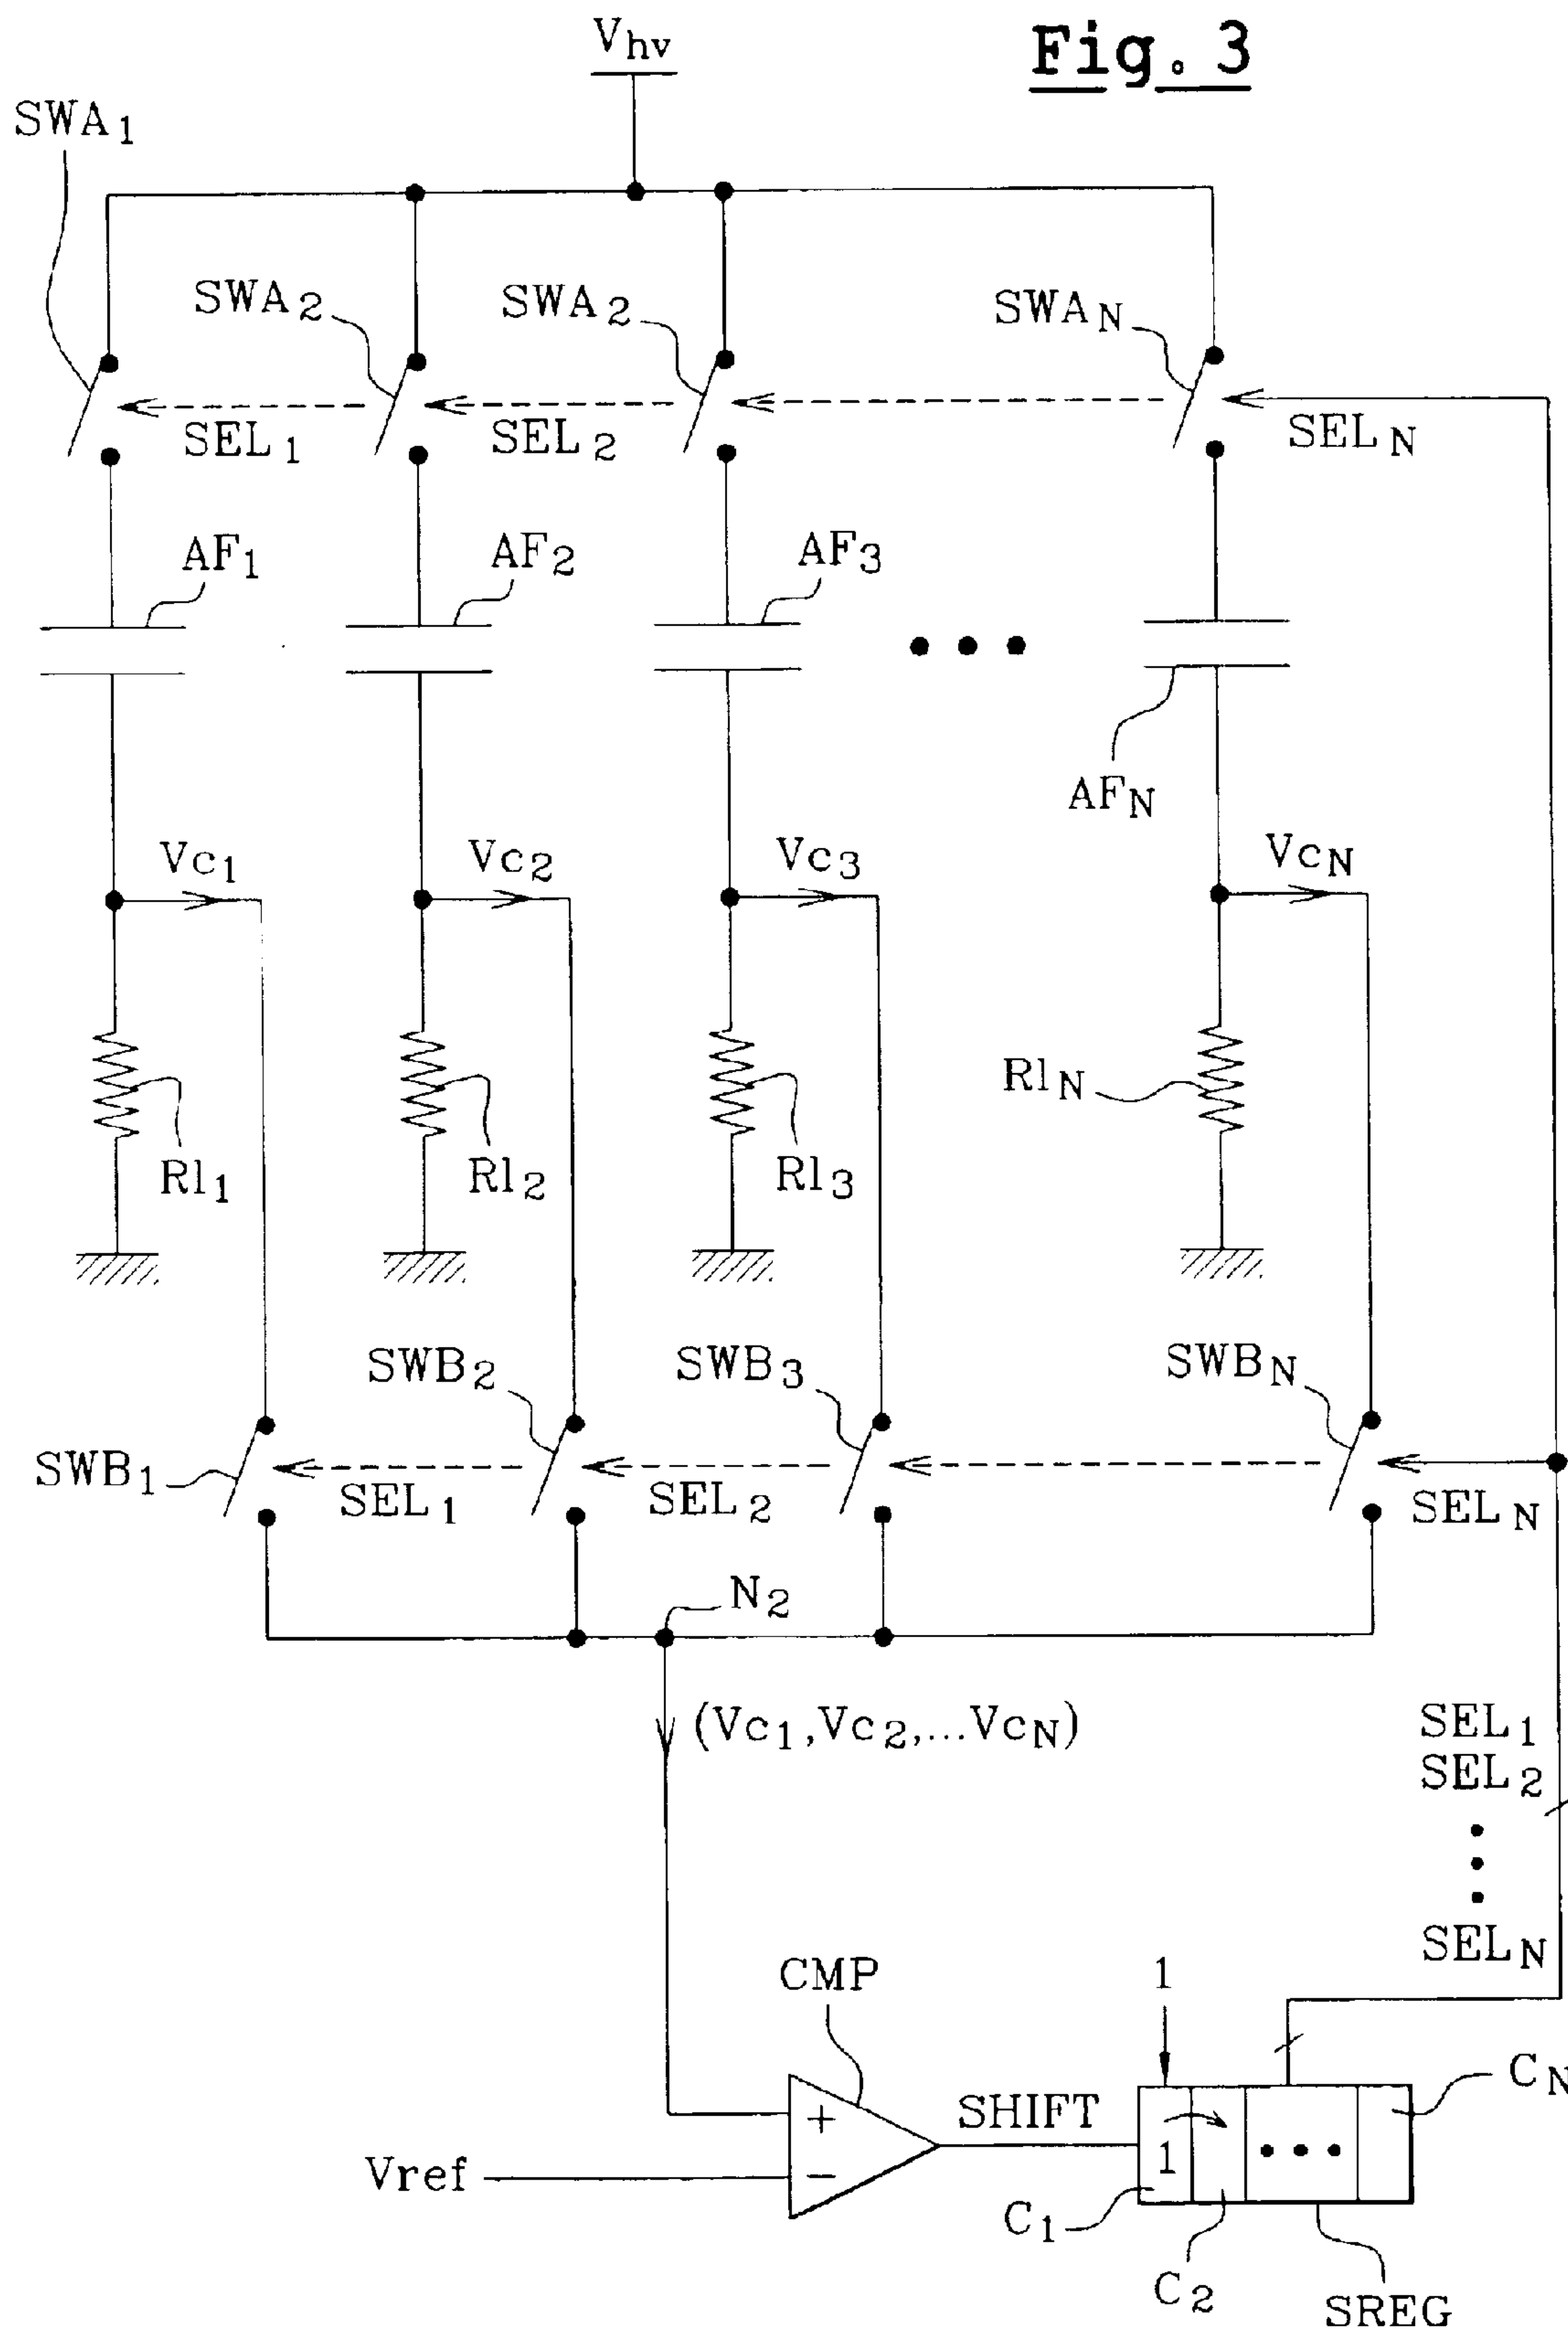 Fig. 3
Vhv
SWA1
SWA2
SWA2
SWAN
SEL1
SEL2
SELN
AF1
AF2
AF3
AFN
Vc1
Vc2
Vc3
VcN
Rl1
Rl2
Rl3
RlN
SWB1
SWB2
SWB3
SWBN
SEL1
SEL2
SELN
N2
(Vc1,Vc2,...VcN)
SEL1
SEL2
SELN
CMP
1
CN
+
SHIFT
Vref
−
1
C1
C2
SREG